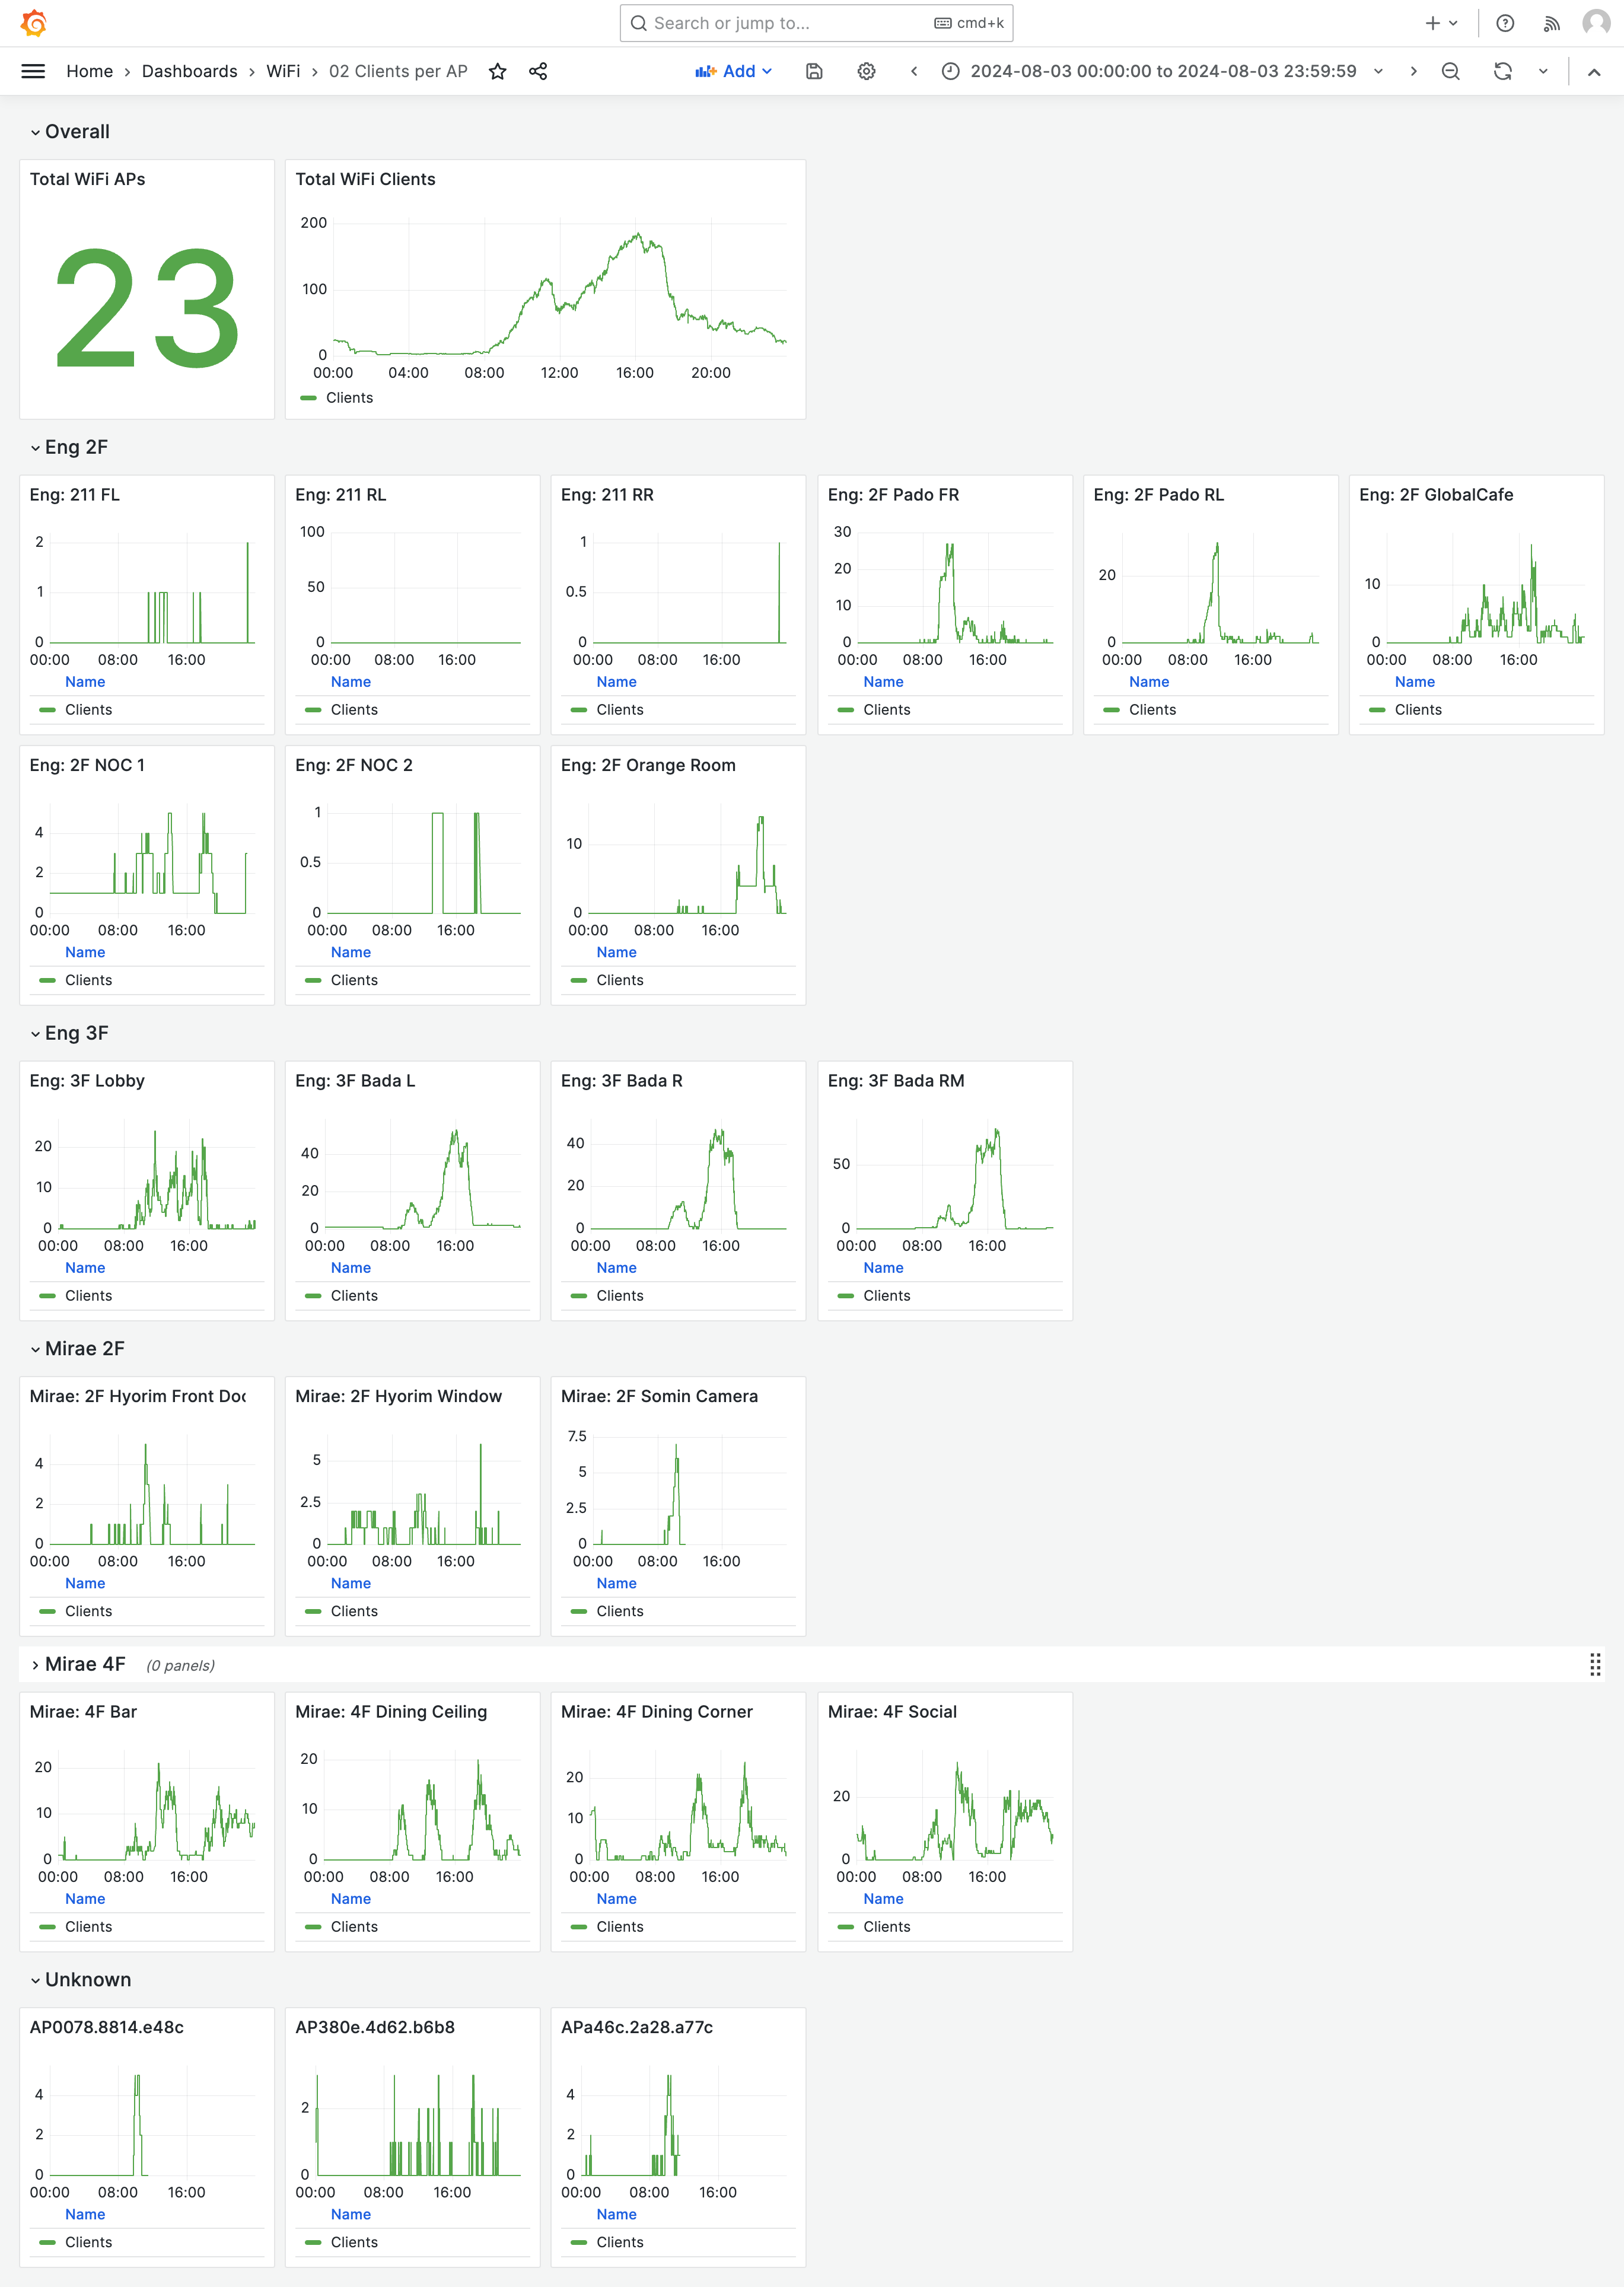 Search or jump to... cmd+k
Home › Dashboards › WiFi › 02 Clients per AP Add 2024-08-03 00:00:00 to 2024-08-03 23:59:59
Overall
Total WiFi APs
23
Total WiFi Clients
200
100
0
00:00 04:00 08:00 12:00 16:00 20:00
Clients
Eng 2F
Eng: 211 FL
2
1
0
00:00 08:00 16:00
Name
Clients
Eng: 211 RL
100
50
0
00:00 08:00 16:00
Name
Clients
Eng: 211 RR
1
0.5
0
00:00 08:00 16:00
Name
Clients
Eng: 2F Pado FR
30
20
10
0
00:00 08:00 16:00
Name
Clients
Eng: 2F Pado RL
20
0
00:00 08:00 16:00
Name
Clients
Eng: 2F GlobalCafe
10
0
00:00 08:00 16:00
Name
Clients
Eng: 2F NOC 1
4
2
0
00:00 08:00 16:00
Name
Clients
Eng: 2F NOC 2
1
0.5
0
00:00 08:00 16:00
Name
Clients
Eng: 2F Orange Room
10
0
00:00 08:00 16:00
Name
Clients
Eng 3F
Eng: 3F Lobby
20
10
0
00:00 08:00 16:00
Name
Clients
Eng: 3F Bada L
40
20
0
00:00 08:00 16:00
Name
Clients
Eng: 3F Bada R
40
20
0
00:00 08:00 16:00
Name
Clients
Eng: 3F Bada RM
50
0
00:00 08:00 16:00
Name
Clients
Mirae 2F
Mirae: 2F Hyorim Front Doc
4
2
0
00:00 08:00 16:00
Name
Clients
Mirae: 2F Hyorim Window
5
2.5
0
00:00 08:00 16:00
Name
Clients
Mirae: 2F Somin Camera
7.5
5
2.5
0
00:00 08:00 16:00
Name
Clients
Mirae 4F (0 panels)
Mirae: 4F Bar
20
10
0
00:00 08:00 16:00
Name
Clients
Mirae: 4F Dining Ceiling
20
10
0
00:00 08:00 16:00
Name
Clients
Mirae: 4F Dining Corner
20
10
0
00:00 08:00 16:00
Name
Clients
Mirae: 4F Social
20
0
00:00 08:00 16:00
Name
Clients
Unknown
AP0078.8814.e48c
4
2
0
00:00 08:00 16:00
Name
Clients
AP380e.4d62.b6b8
2
0
00:00 08:00 16:00
Name
Clients
APa46c.2a28.a77c
4
2
0
00:00 08:00 16:00
Name
Clients